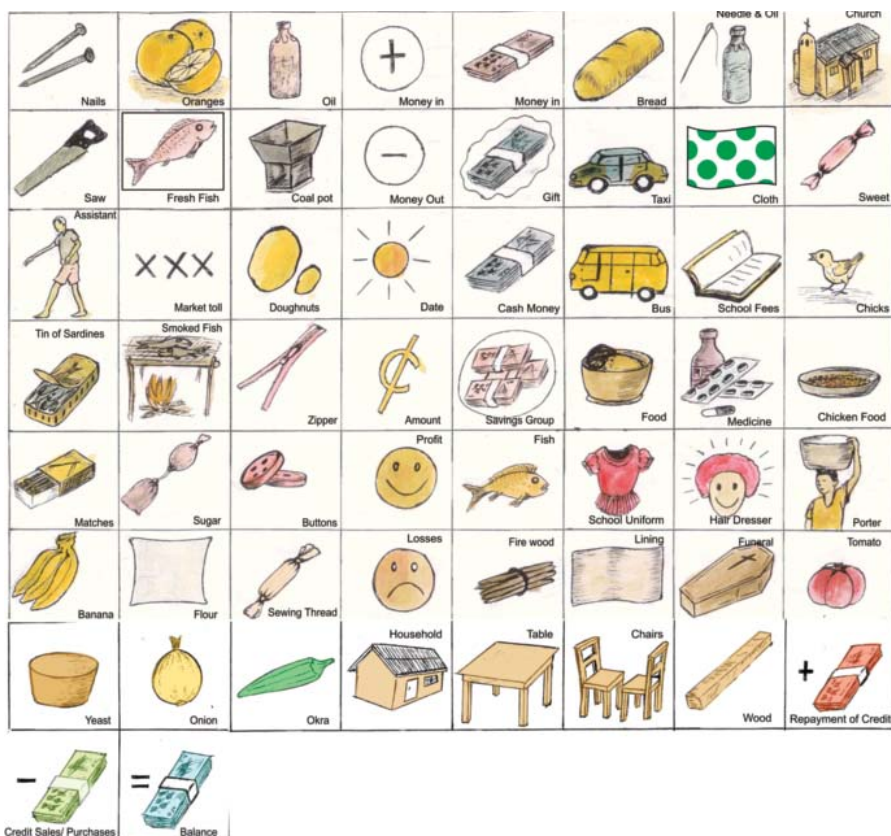 Needle & Oil
Church
Nails
Oranges
Oil
Money in
Money in
Bread
Saw
Fresh Fish
Coal pot
Money Out
Gift
Taxi
Cloth
Sweet
Assistant
Market toll
Doughnuts
Date
Cash Money
Bus
School Fees
Chicks
Tin of Sardines
Smoked Fish
Zipper
Amount
Savings Group
Food
Medicine
Chicken Food
Profit
Fish
Matches
Sugar
Buttons
School Uniform
Hair Dresser
Porter
Losses
Fire wood
Lining
Funeral
Tomato
Banana
Flour
Sewing Thread
Household
Table
Chairs
Yeast
Onion
Okra
Wood
Repayment of Credit
Credit Sales/ Purchases
Balance